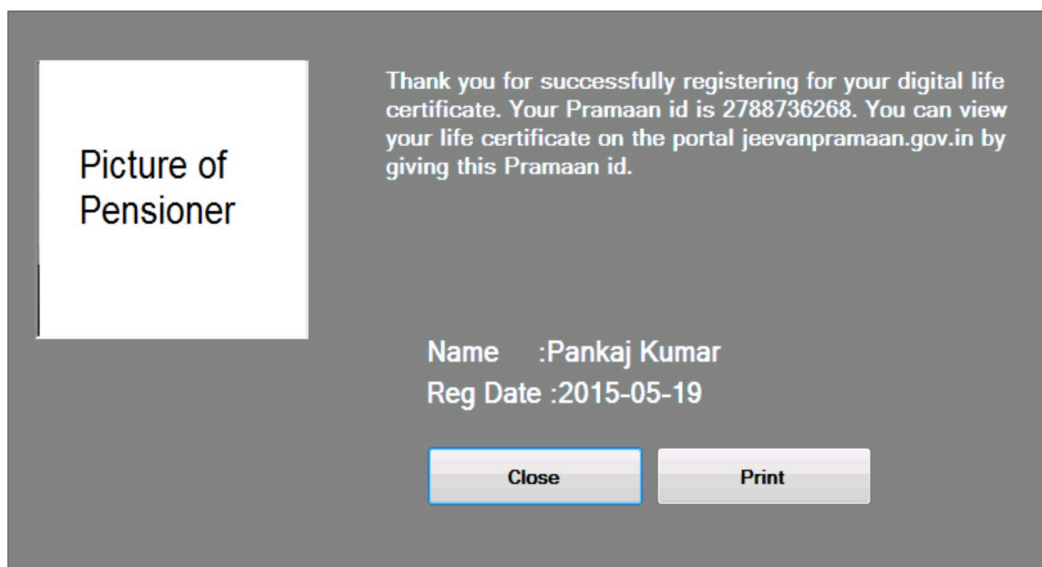 Picture of
Pensioner
Thank you for successfully registering for your digital life
certificate. Your Pramaan id is 2788736268. You can view
your life certificate on the portal jeevanpramaan.gov.in by
giving this Pramaan id.
Name :Pankaj Kumar
Reg Date :2015-05-19
Close Print